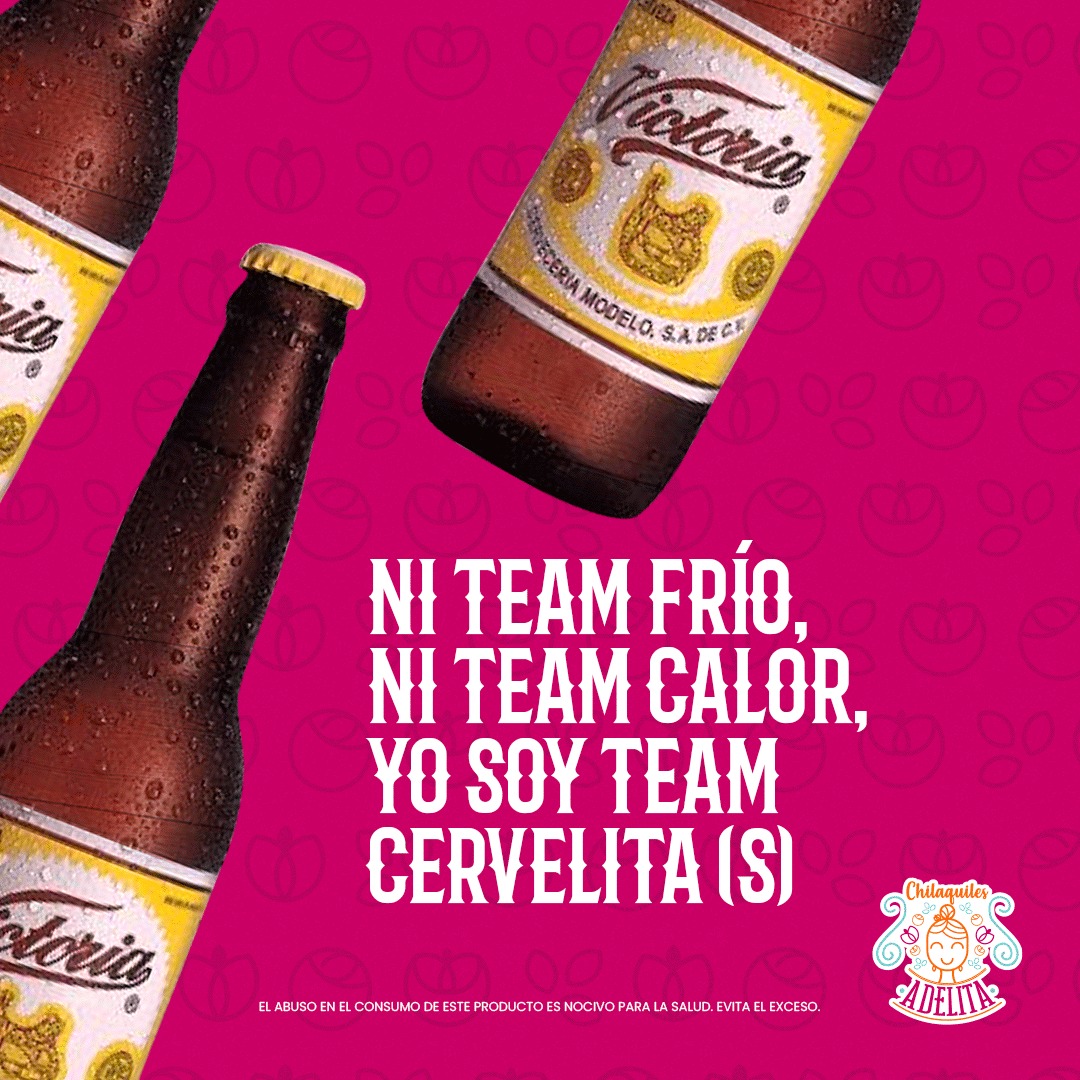 Victoria
®
CERVECERIA MODELO, S.A. DE C.V.
®
NI TEAM FRÍO,
NI TEAM CALOR,
YO SOY TEAM
CERVELITA (S)
Victoria
®
Chilaquiles
ADELITA
EL ABUSO EN EL CONSUMO DE ESTE PRODUCTO ES NOCIVO PARA LA SALUD. EVITA EL EXCESO.